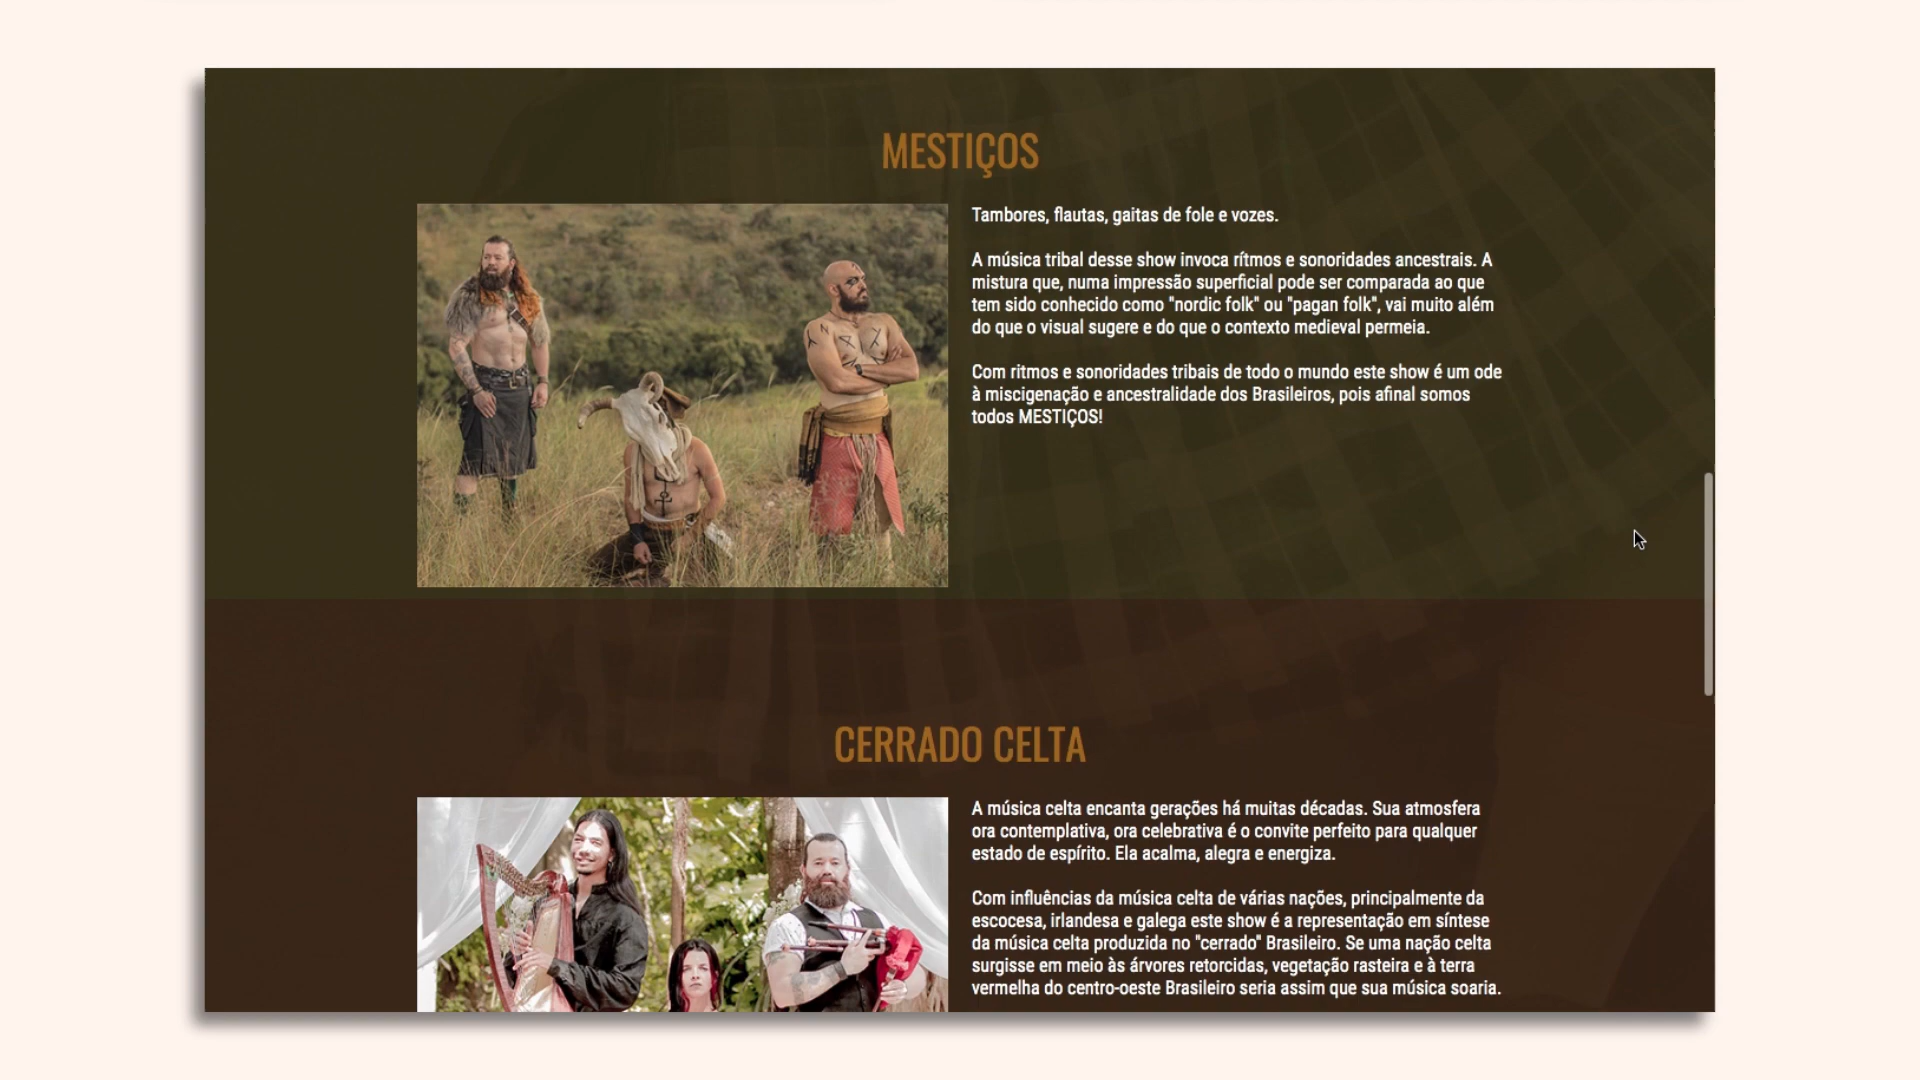 MESTIÇOS
Tambores, flautas, gaitas de fole e vozes.
A música tribal desse show invoca rítmos e sonoridades ancestrais. A
mistura que, numa impressão superficial pode ser comparada ao que
tem sido conhecido como "nordic folk" ou "pagan folk", vai muito além
do que o visual sugere e do que o contexto medieval permeia.
Com ritmos e sonoridades tribais de todo o mundo este show é um ode
à miscigenação e ancestralidade dos Brasileiros, pois afinal somos
todos MESTIÇOS!
CERRADO CELTA
A música celta encanta gerações há muitas décadas. Sua atmosfera
ora contemplativa, ora celebrativa é o convite perfeito para qualquer
estado de espírito. Ela acalma, alegra e energiza.
Com influências da música celta de várias nações, principalmente da
escocesa, irlandesa e galega este show é a representação em síntese
da música celta produzida no "cerrado" Brasileiro. Se uma nação celta
surgisse em meio às árvores retorcidas, vegetação rasteira e à terra
vermelha do centro-oeste Brasileiro seria assim que sua música soaria.